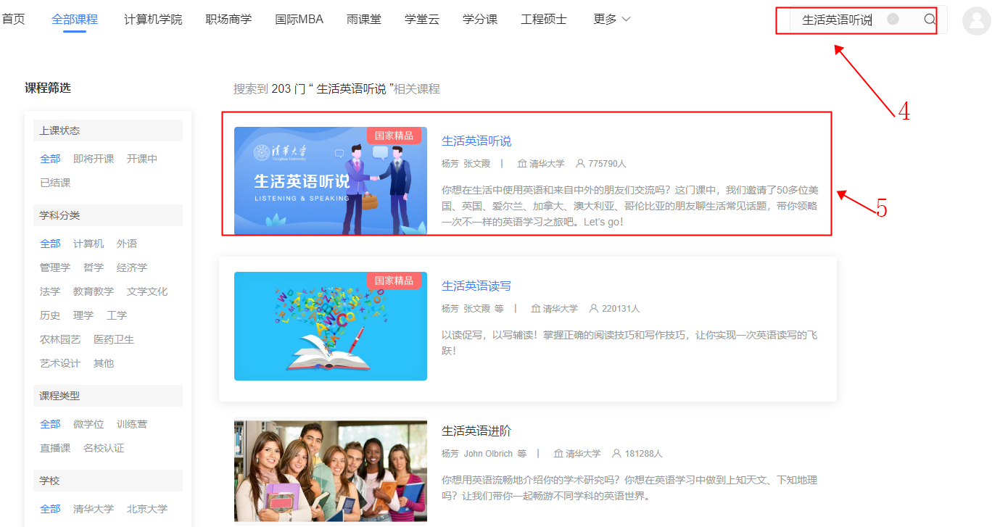 首页 全部课程 计算机学院 职场商学 国际MBA 雨课堂 学堂云 学分课 工程硕士 更多 生活英语听说
4
课程筛选
搜索到 203 门 “ 生活英语听说 ”相关课程
上课状态
全部 即将开课 开课中
已结课
学科分类
全部 计算机 外语
管理学 哲学 经济学
法学 教育教学 文学文化
历史 理学 工学
农林园艺 医药卫生
艺术设计 其他
课程类型
全部 微学位 训练营
直播课 名校认证
学校
全部 清华大学 北京大学
国家精品
清华大学
Tsinghua University
生活英语听说
LISTENING & SPEAKING
生活英语听说
杨芳 张文霞 | 清华大学 775790人
你想在生活中使用英语和来自中外的朋友们交流吗？这门课中，我们邀请了50多位美
国、英国、爱尔兰、加拿大、澳大利亚、哥伦比亚的朋友聊生活常见话题，带你领略
一次不一样的英语学习之旅吧。Let's go！
5
国家精品
生活英语读写
杨芳 张文霞 等 | 清华大学 220131人
以读促写，以写辅读！掌握正确的阅读技巧和写作技巧，让你实现一次英语读写的飞
跃！
生活英语进阶
杨芳 John Olbrich 等 | 清华大学 181288人
你想用英语流畅地介绍你的学术研究吗？你想在英语学习中做到上知天文、下知地理
吗？让我们带你一起畅游不同学科的英语世界。